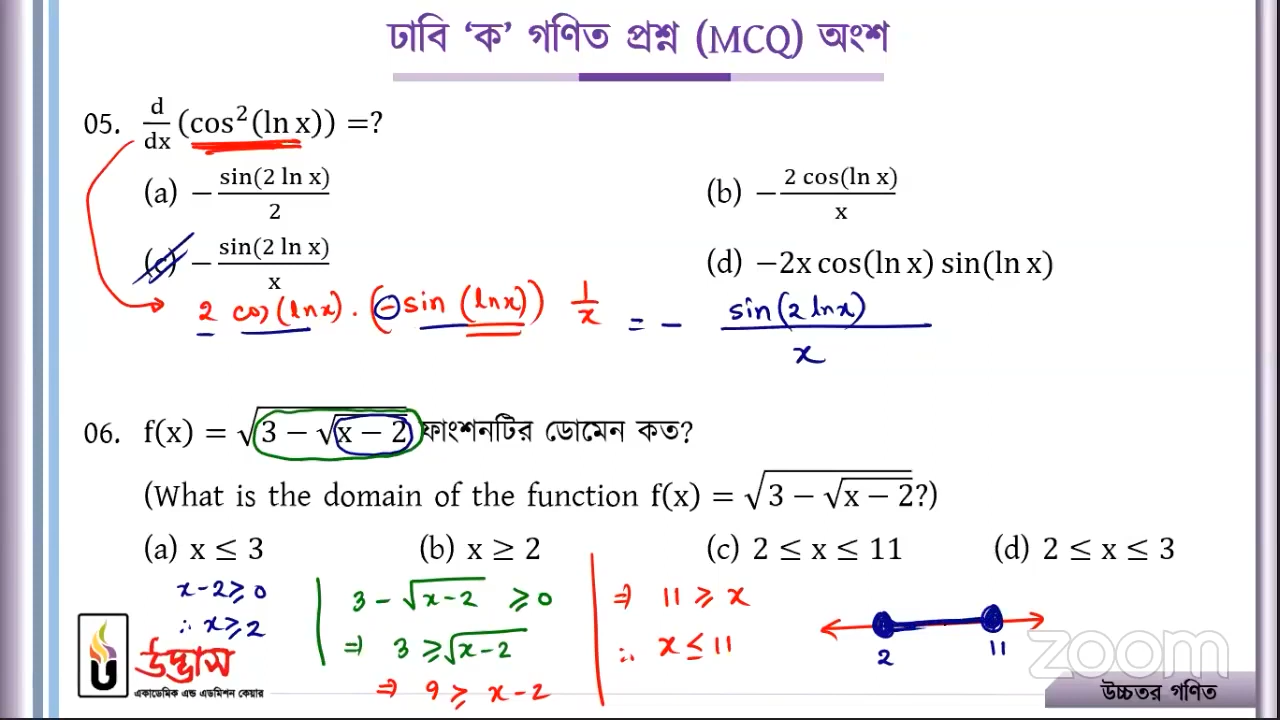 ঢাবি ‘ক’ গণিত প্রশ্ন (MCQ) অংশ
05. d/dx (cos²(ln x)) =?
(a) − sin(2 ln x)/2 (b) − 2 cos(ln x)/x
(c) − sin(2 ln x)/x (d) −2x cos(ln x) sin(ln x)
2 cos(lnx) · (−sin (lnx)) 1/x = − sin(2 lnx)/x
06. f(x) = √(3 − √(x − 2)) ফাংশনটির ডোমেন কত?
(What is the domain of the function f(x) = √(3 − √(x − 2))?)
(a) x ≤ 3 (b) x ≥ 2 (c) 2 ≤ x ≤ 11 (d) 2 ≤ x ≤ 3
x−2 ≥ 0
∴ x ≥ 2
3 − √(x−2) ≥ 0
⇒ 3 ≥ √(x−2)
⇒ 9 ≥ x−2
⇒ 11 ≥ x
∴ x ≤ 11
2 11
উদ্ভাস
একাডেমিক এন্ড এডমিশন কেয়ার
zoom
উচ্চতর গণিত